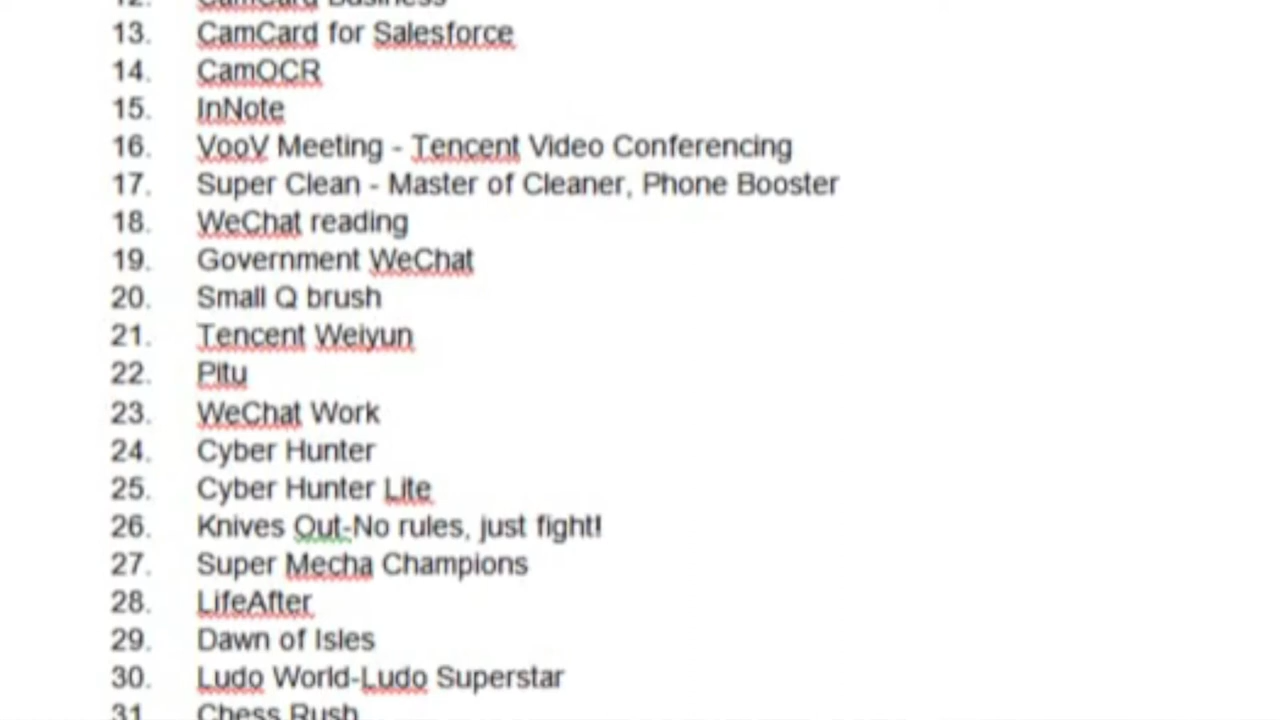 12. CamCard Business
13. CamCard for Salesforce
14. CamOCR
15. InNote
16. VooV Meeting - Tencent Video Conferencing
17. Super Clean - Master of Cleaner, Phone Booster
18. WeChat reading
19. Government WeChat
20. Small Q brush
21. Tencent Weiyun
22. Pitu
23. WeChat Work
24. Cyber Hunter
25. Cyber Hunter Lite
26. Knives Out-No rules, just fight!
27. Super Mecha Champions
28. LifeAfter
29. Dawn of Isles
30. Ludo World-Ludo Superstar
31. Chess Rush